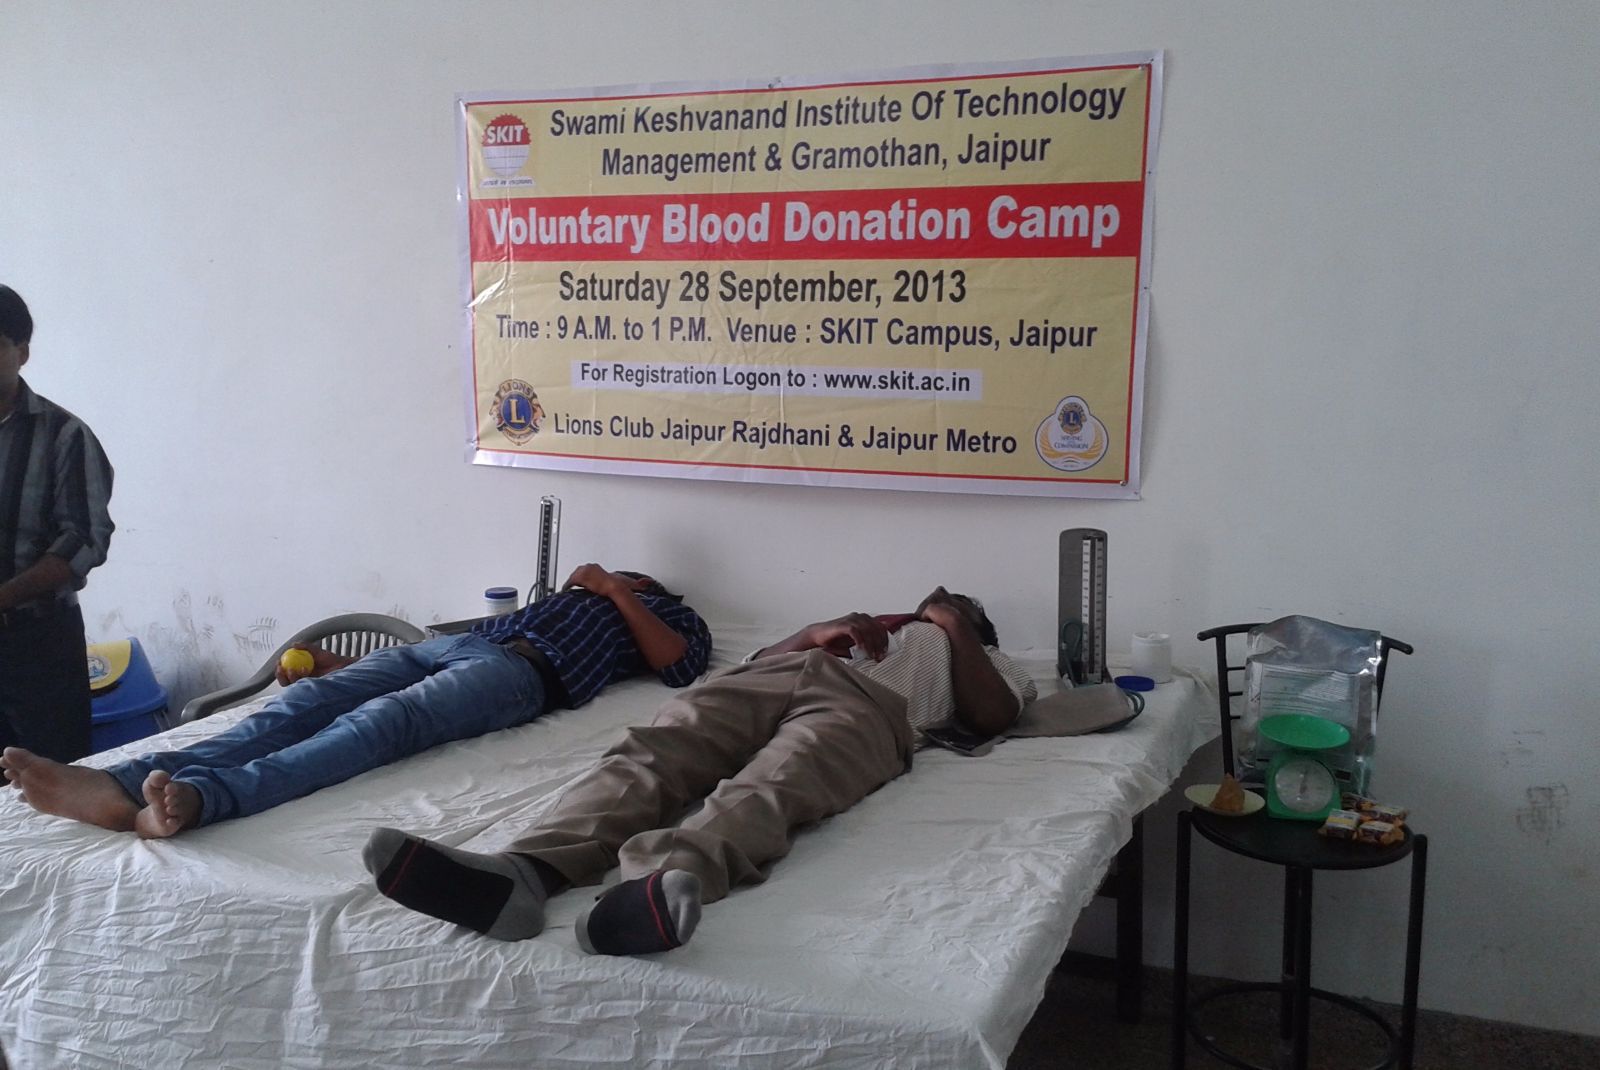 SKIT
Swami Keshvanand Institute Of Technology
Management & Gramothan, Jaipur
Voluntary Blood Donation Camp
Saturday 28 September, 2013
Time : 9 A.M. to 1 P.M. Venue : SKIT Campus, Jaipur
For Registration Logon to : www.skit.ac.in
LIONS
L
Lions Club Jaipur Rajdhani & Jaipur Metro